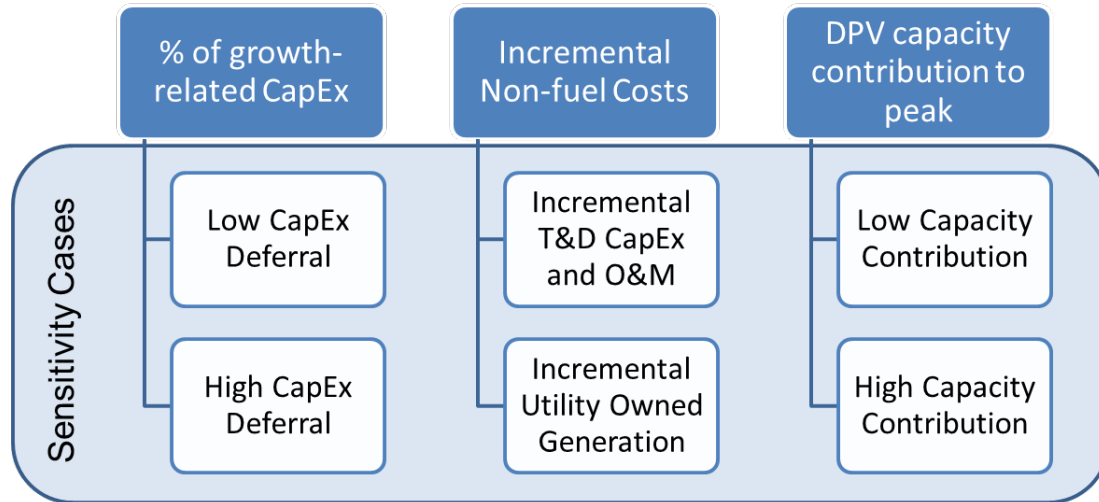 % of growth-
related CapEx
Incremental
Non-fuel Costs
DPV capacity
contribution to
peak
Sensitivity Cases
Low CapEx
Deferral
High CapEx
Deferral
Incremental
T&D CapEx
and O&M
Incremental
Utility Owned
Generation
Low Capacity
Contribution
High Capacity
Contribution